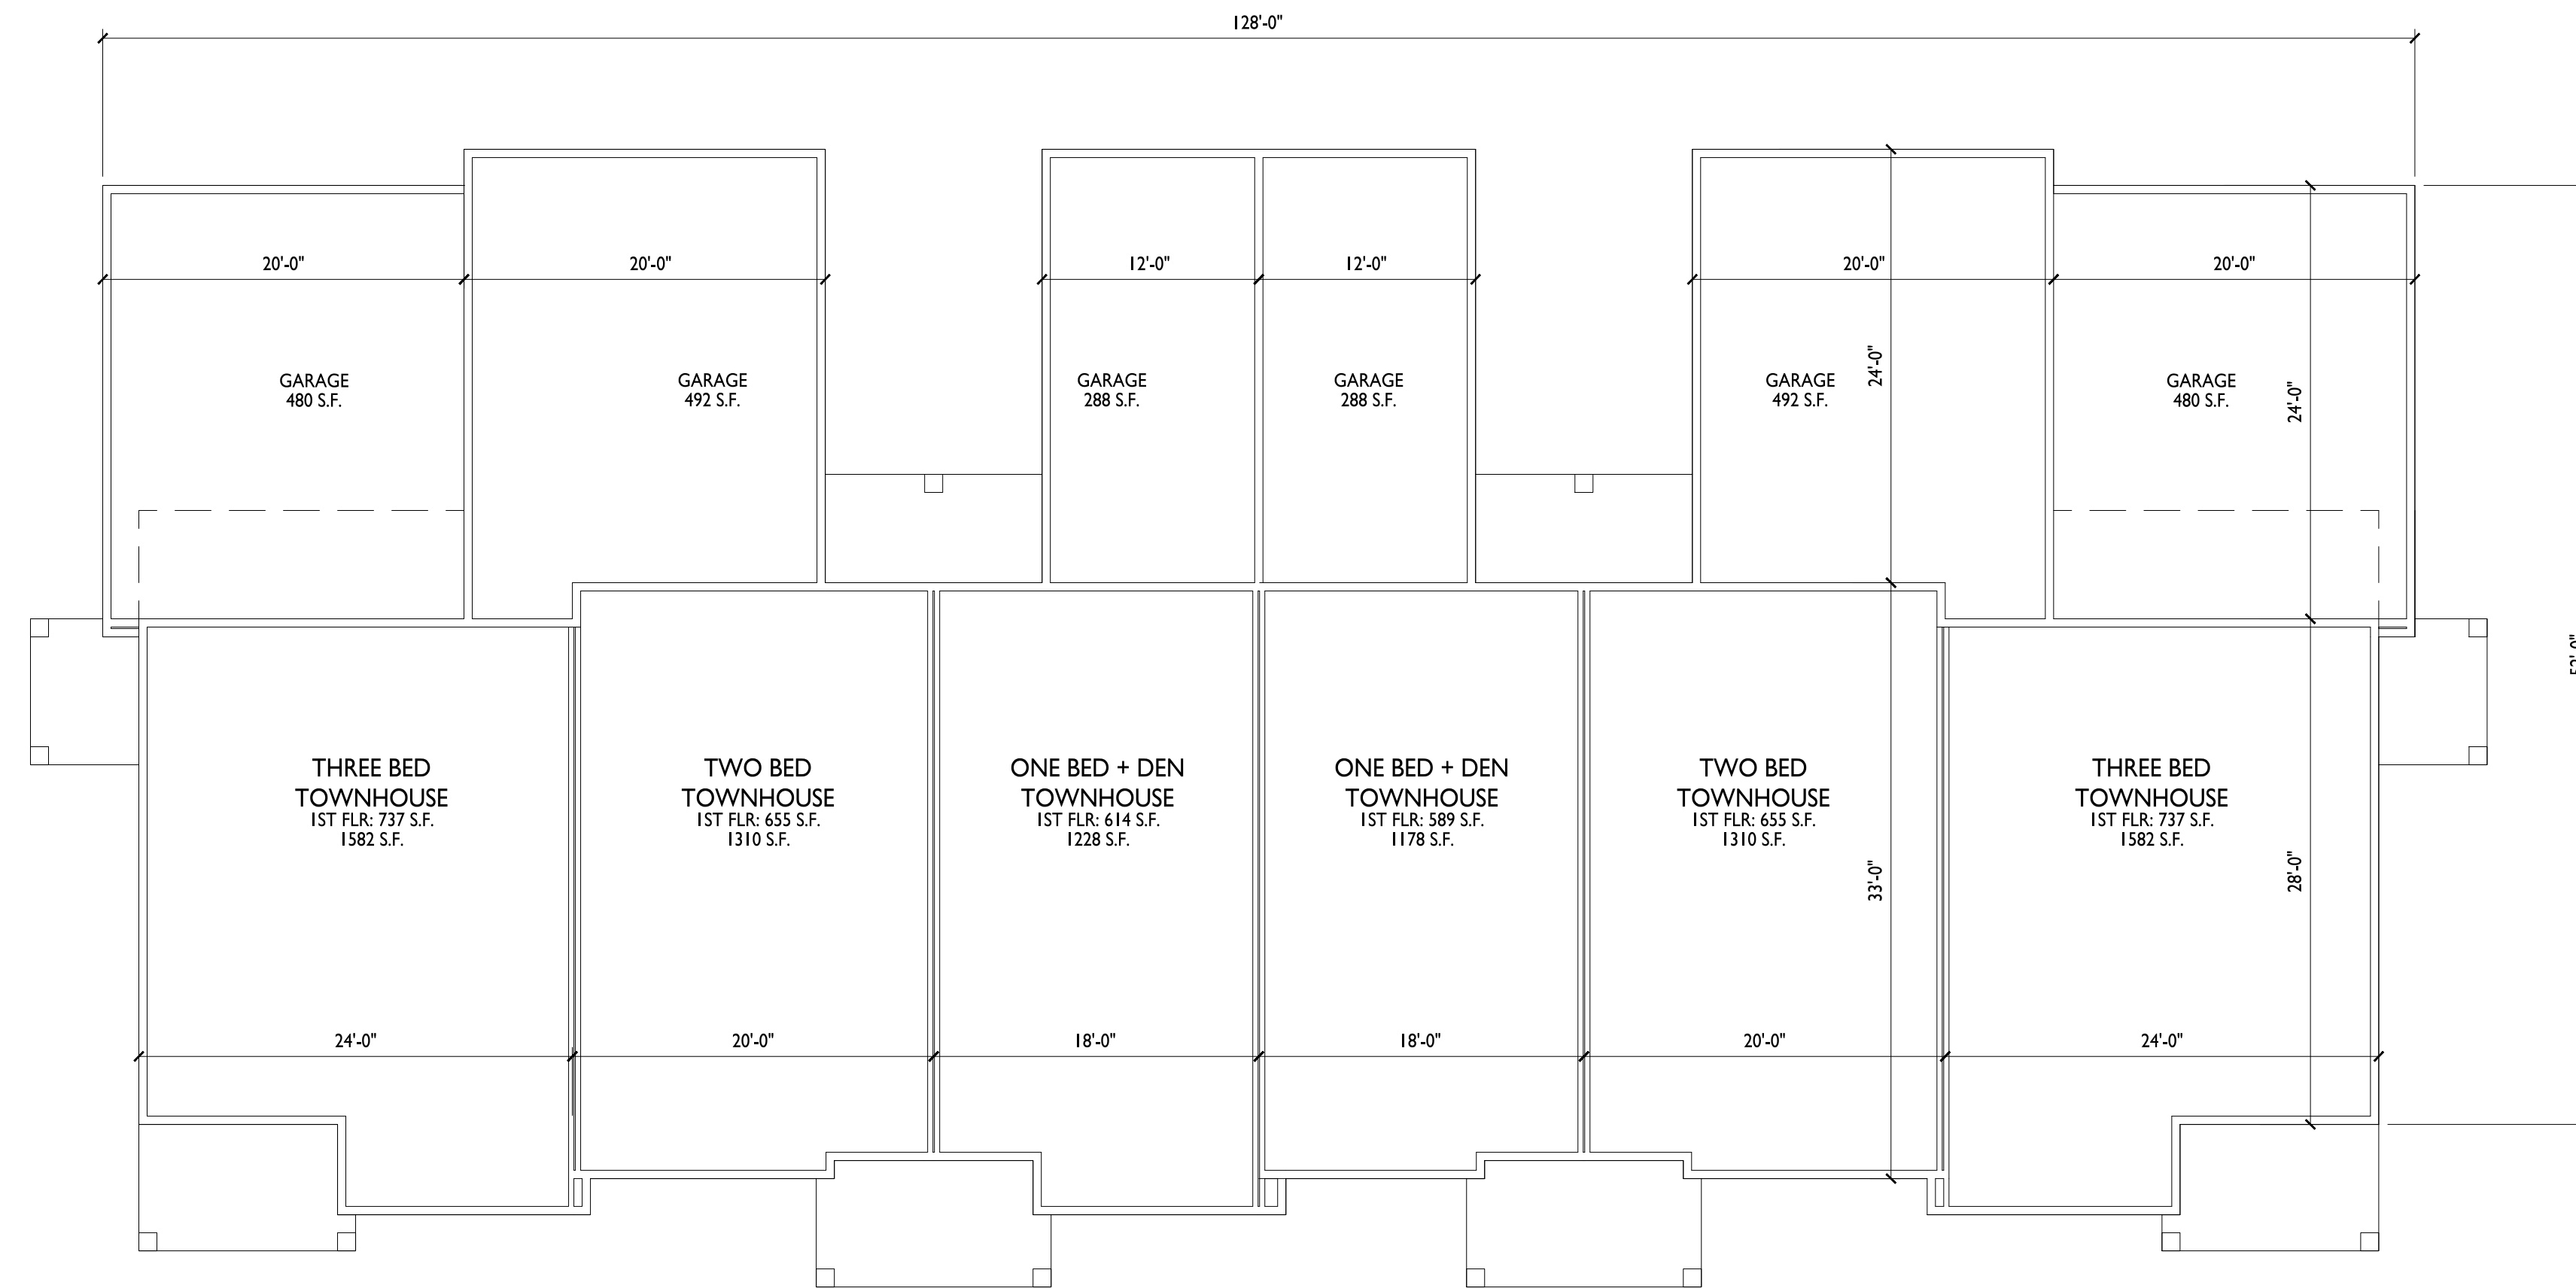 128'-0"
20'-0"
20'-0"
12'-0"
12'-0"
20'-0"
20'-0"
GARAGE
480 S.F.
GARAGE
492 S.F.
GARAGE
288 S.F.
GARAGE
288 S.F.
GARAGE
492 S.F.
24'-0"
GARAGE
480 S.F.
24'-0"
THREE BED
TOWNHOUSE
1ST FLR: 737 S.F.
1582 S.F.
TWO BED
TOWNHOUSE
1ST FLR: 655 S.F.
1310 S.F.
ONE BED + DEN
TOWNHOUSE
1ST FLR: 614 S.F.
1228 S.F.
ONE BED + DEN
TOWNHOUSE
1ST FLR: 589 S.F.
1178 S.F.
TWO BED
TOWNHOUSE
1ST FLR: 655 S.F.
1310 S.F.
33'-0"
THREE BED
TOWNHOUSE
1ST FLR: 737 S.F.
1582 S.F.
28'-0"
24'-0"
20'-0"
18'-0"
18'-0"
20'-0"
24'-0"